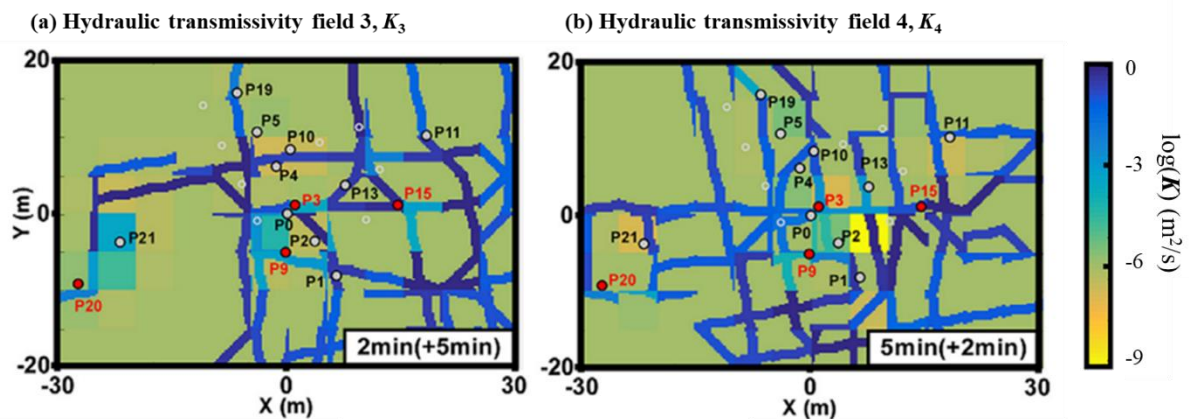 (a) Hydraulic transmissivity field 3, K3
(b) Hydraulic transmissivity field 4, K4
20
0
-20
Y (m)
-30
0
30
X (m)
P19
P5
P10
P11
P4
P13
P3
P15
P0
P21
P2
P9
P1
P20
2min(+5min)
20
0
-20
-30
0
30
X (m)
P19
P5
P11
P10
P13
P4
P3
P15
P0
P21
P2
P9
P1
P20
5min(+2min)
0
-3
-6
-9
log(K) (m²/s)